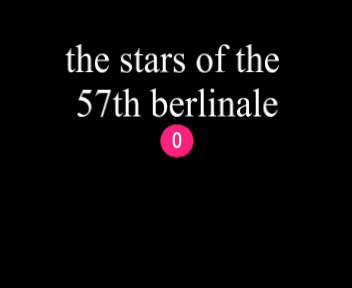 the stars of the
57th berlinale
0